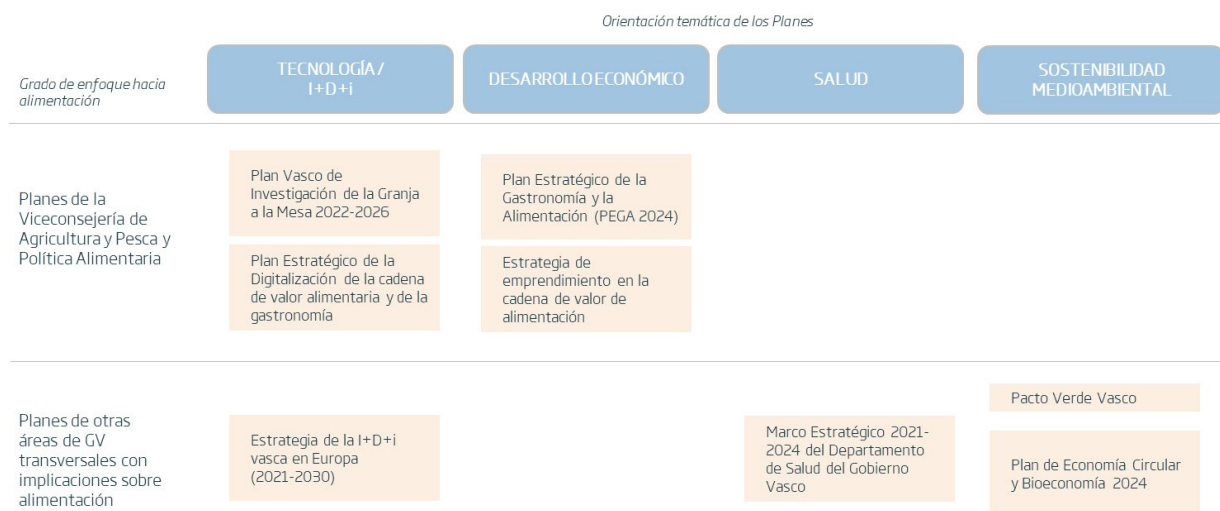 Orientación temática de los Planes
Grado de enfoque hacia
alimentación
TECNOLOGÍA /
I+D+i
DESARROLLO ECONÓMICO
SALUD
SOSTENIBILIDAD
MEDIOAMBIENTAL
Planes de la
Viceconsejería de
Agricultura y Pesca y
Política Alimentaria
Plan Vasco de
Investigación de la Granja
a la Mesa 2022-2026
Plan Estratégico de la
Digitalización de la cadena
de valor alimentaria y de la
gastronomía
Plan Estratégico de la
Gastronomía y la
Alimentación (PEGA 2024)
Estrategia de
emprendimiento en la
cadena de valor de
alimentación
Planes de otras
áreas de GV
transversales con
implicaciones sobre
alimentación
Estrategia de la I+D+i
vasca en Europa
(2021-2030)
Marco Estratégico 2021-
2024 del Departamento
de Salud del Gobierno
Vasco
Pacto Verde Vasco
Plan de Economía Circular
y Bioeconomía 2024